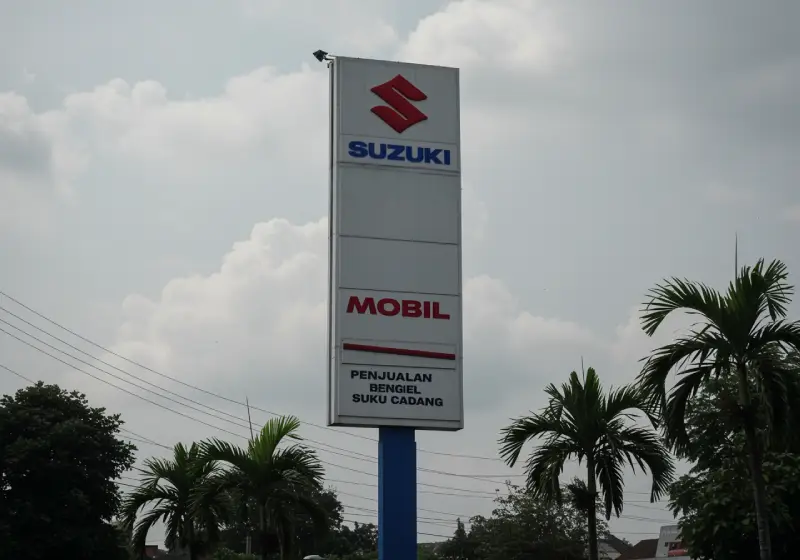 SUZUKI
MOBIL
PENJUALAN
BENGIEL
SUKU CADANG